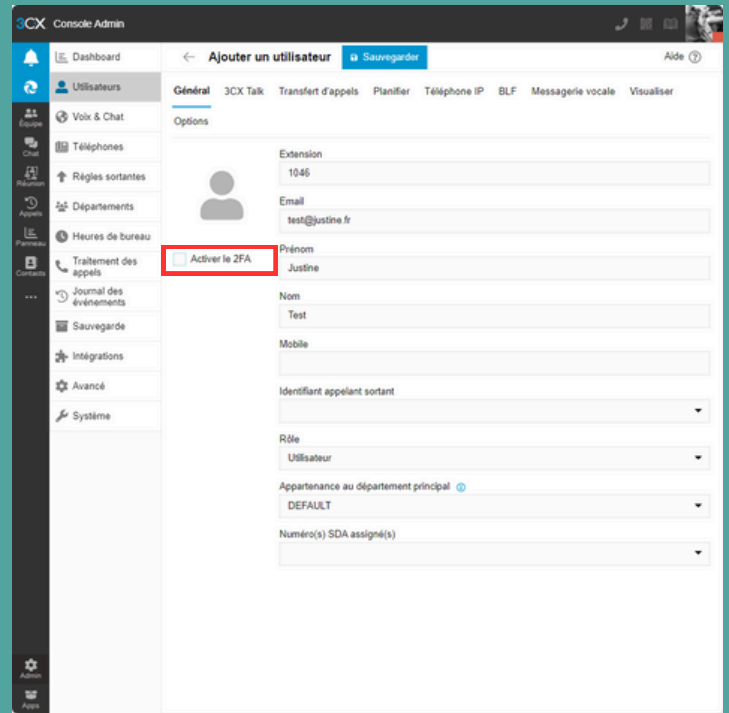 3CX Console Admin
Équipe
Chat
Réunion
Appels
Panneau
Contacts
Admin
Apps
Dashboard
Utilisateurs
Voix & Chat
Téléphones
Règles sortantes
Départements
Heures de bureau
Traitement des
appels
Journal des
événements
Sauvegarde
Intégrations
Avancé
Système
Ajouter un utilisateur
Sauvegarder
Aide
Général 3CX Talk Transfert d'appels Planifier Téléphone IP BLF Messagerie vocale Visualiser
Options
Activer le 2FA
Extension
1046
Email
test@justine.fr
Prénom
Justine
Nom
Test
Mobile
Identifiant appelant sortant
Rôle
Utilisateur
Appartenance au département principal
DEFAULT
Numéro(s) SDA assigné(s)